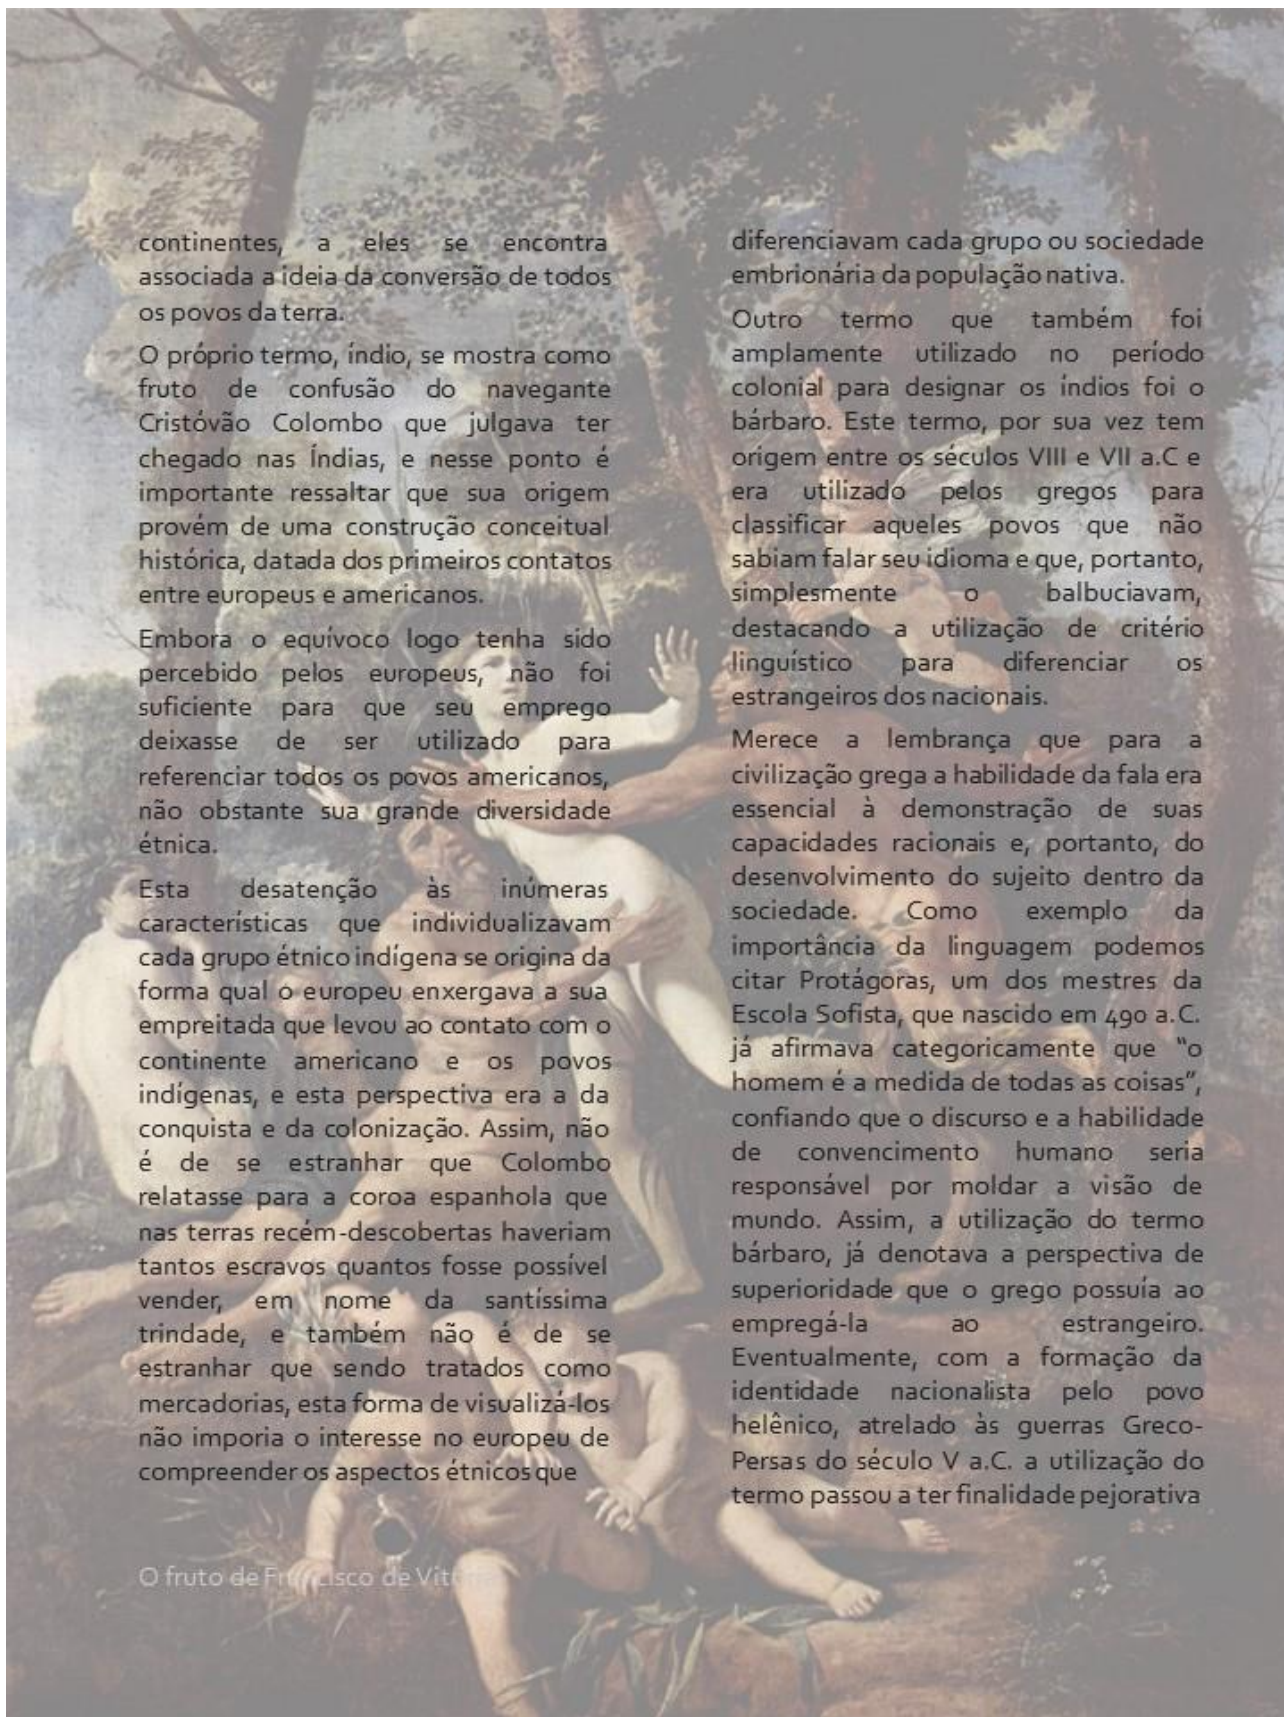 continentes, a eles se encontra
associada a ideia da conversão de todos
os povos da terra.
O próprio termo, índio, se mostra como
fruto de confusão do navegante
Cristóvão Colombo que julgava ter
chegado nas Índias, e nesse ponto é
importante ressaltar que sua origem
provém de uma construção conceitual
histórica, datada dos primeiros contatos
entre europeus e americanos.
Embora o equívoco logo tenha sido
percebido pelos europeus, não foi
suficiente para que seu emprego
deixasse de ser utilizado para
referenciar todos os povos americanos,
não obstante sua grande diversidade
étnica.
Esta desatenção às inúmeras
características que individualizavam
cada grupo étnico indígena se origina da
forma qual o europeu enxergava a sua
empreitada que levou ao contato com o
continente americano e os povos
indígenas, e esta perspectiva era a da
conquista e da colonização. Assim, não
é de se estranhar que Colombo
relatasse para a coroa espanhola que
nas terras recém-descobertas haveriam
tantos escravos quantos fosse possível
vender, em nome da santíssima
trindade, e também não é de se
estranhar que sendo tratados como
mercadorias, esta forma de visualizá-los
não imporia o interesse no europeu de
compreender os aspectos étnicos que
diferenciavam cada grupo ou sociedade
embrionária da população nativa.
Outro termo que também foi
amplamente utilizado no período
colonial para designar os índios foi o
bárbaro. Este termo, por sua vez tem
origem entre os séculos VIII e VII a.C e
era utilizado pelos gregos para
classificar aqueles povos que não
sabiam falar seu idioma e que, portanto,
simplesmente o balbuciavam,
destacando a utilização de critério
linguístico para diferenciar os
estrangeiros dos nacionais.
Merece a lembrança que para a
civilização grega a habilidade da fala era
essencial à demonstração de suas
capacidades racionais e, portanto, do
desenvolvimento do sujeito dentro da
sociedade. Como exemplo da
importância da linguagem podemos
citar Protágoras, um dos mestres da
Escola Sofista, que nascido em 490 a.C.
já afirmava categoricamente que “o
homem é a medida de todas as coisas”,
confiando que o discurso e a habilidade
de convencimento humano seria
responsável por moldar a visão de
mundo. Assim, a utilização do termo
bárbaro, já denotava a perspectiva de
superioridade que o grego possuía ao
empregá-la ao estrangeiro.
Eventualmente, com a formação da
identidade nacionalista pelo povo
helênico, atrelado às guerras Greco-
Persas do século V a.C. a utilização do
termo passou a ter finalidade pejorativa
O fruto de Francisco de